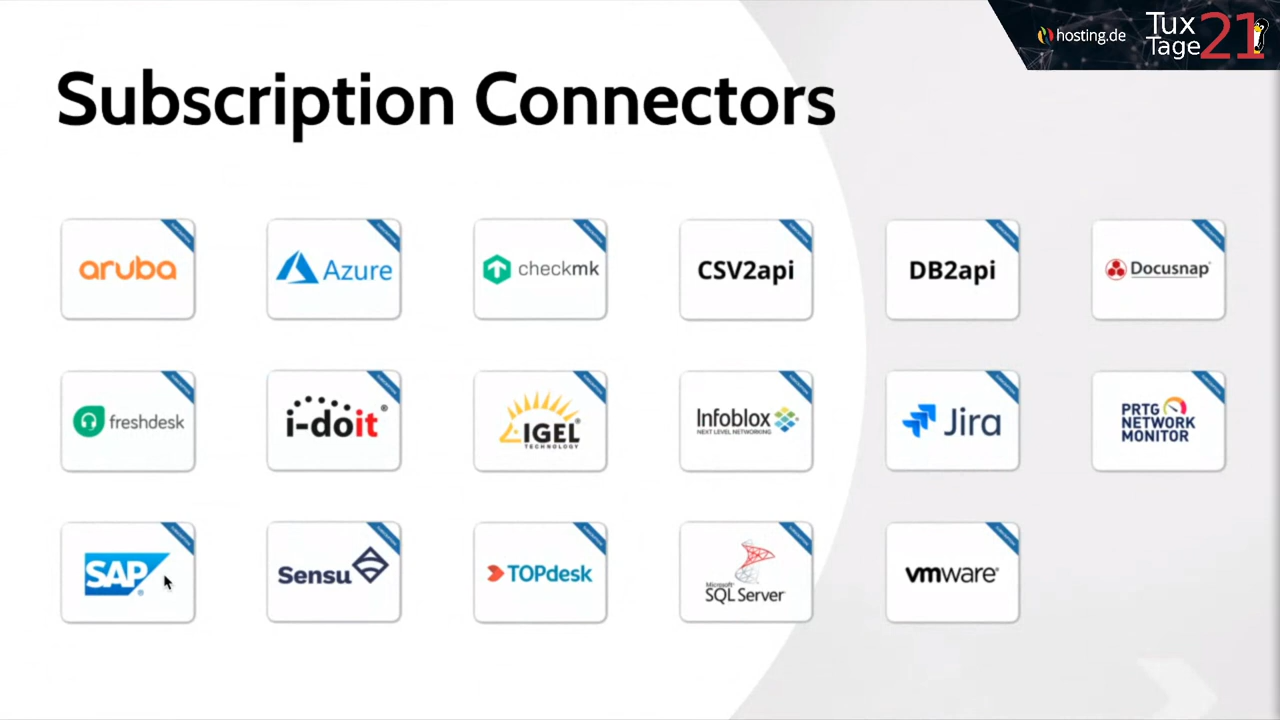 hosting.de
Tux
Tage
21
Subscription Connectors
aruba
Azure
checkmk
CSV2api
DB2api
Docusnap®
freshdesk
i-doit®
IGEL
TECHNOLOGY
Infoblox
NEXT LEVEL NETWORKING
Jira
PRTG
NETWORK
MONITOR
SAP®
Sensu
TOPdesk
Microsoft®
SQL Server®
vmware®